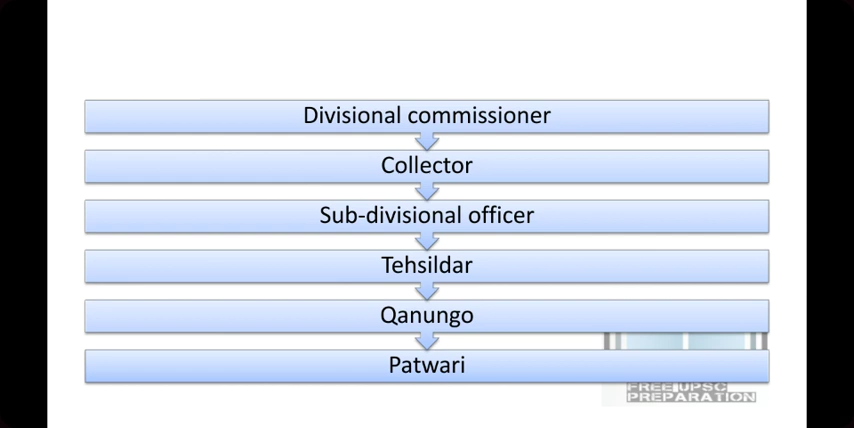 Divisional commissioner
Collector
Sub-divisional officer
Tehsildar
Qanungo
Patwari
FREE UPSC
PREPARATION